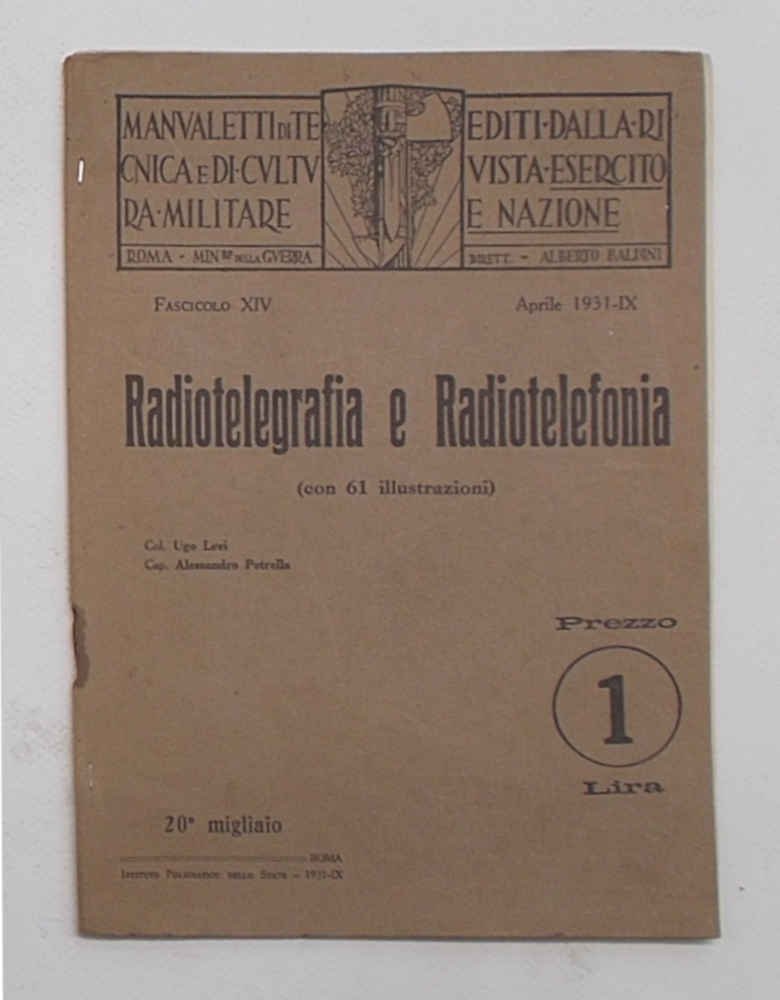 MANVALETTI DI TE
CNICA E DI·CVLTV
RA·MILITARE
ROMA - MIN.RO DELLA GVERRA
EDITI·DALLA·RI
VISTA·ESERCITO
E NAZIONE
DIRETT. - ALBERTO BALDINI
FASCICOLO XIV
Aprile 1931-IX
Radiotelegrafia e Radiotelefonia
(con 61 illustrazioni)
Col. Ugo Levi
Cap. Alessandro Petrella
Prezzo
1
Lira
20° migliaio
ROMA
ISTITUTO POLIGRAFICO DELLO STATO - 1931-IX